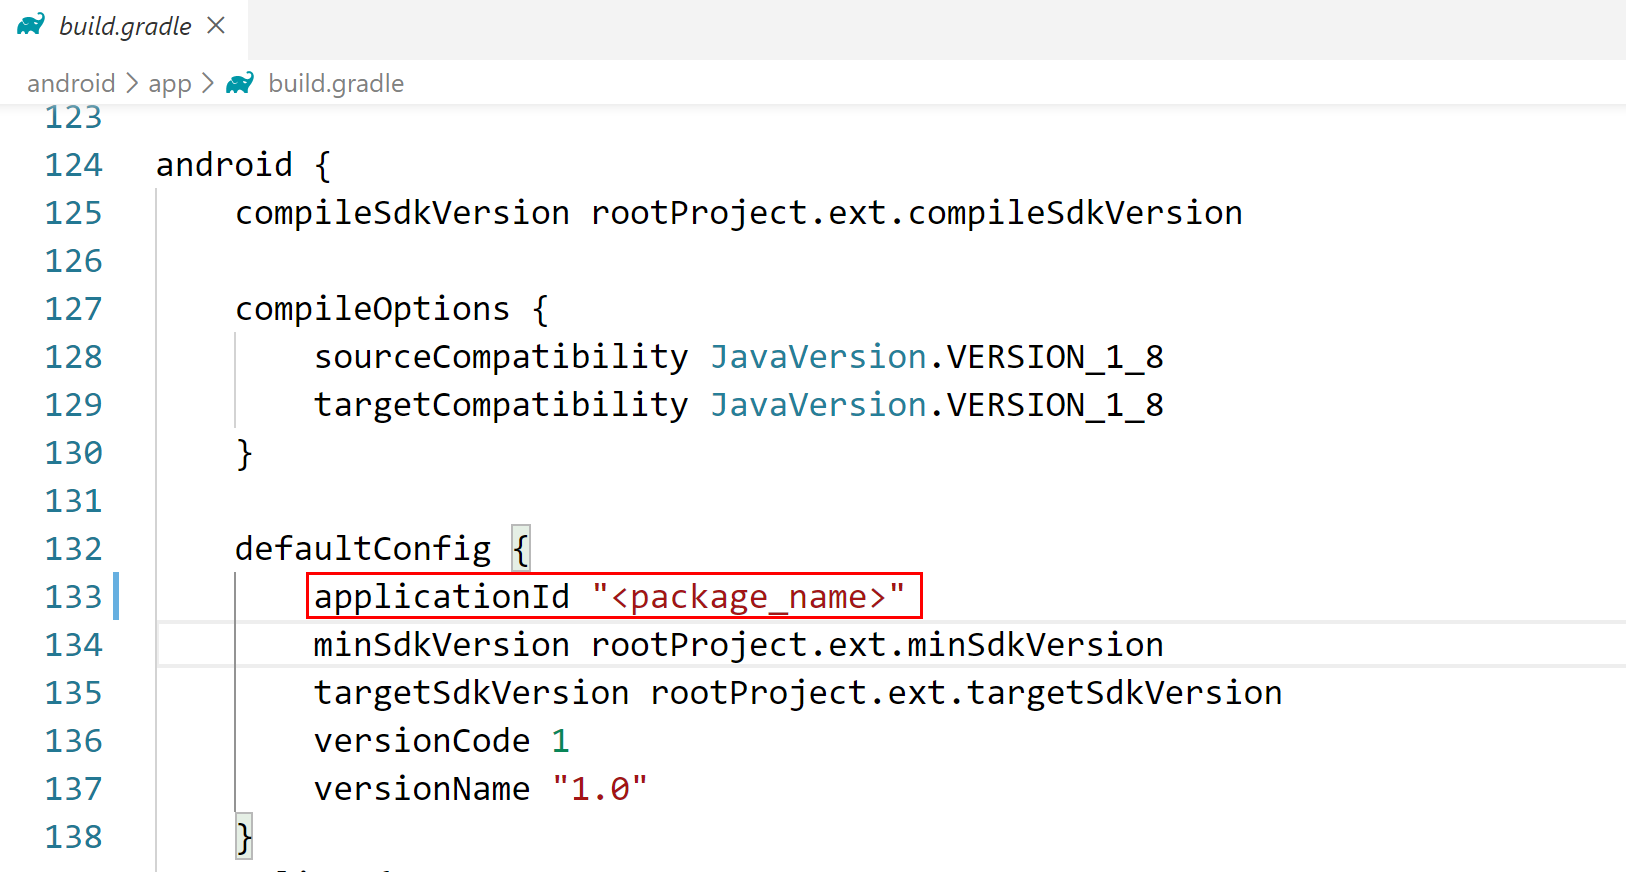 build.gradle
android > app > build.gradle
123
124 android {
125 compileSdkVersion rootProject.ext.compileSdkVersion
126
127 compileOptions {
128 sourceCompatibility JavaVersion.VERSION_1_8
129 targetCompatibility JavaVersion.VERSION_1_8
130 }
131
132 defaultConfig {
133 applicationId "<package_name>"
134 minSdkVersion rootProject.ext.minSdkVersion
135 targetSdkVersion rootProject.ext.targetSdkVersion
136 versionCode 1
137 versionName "1.0"
138 }